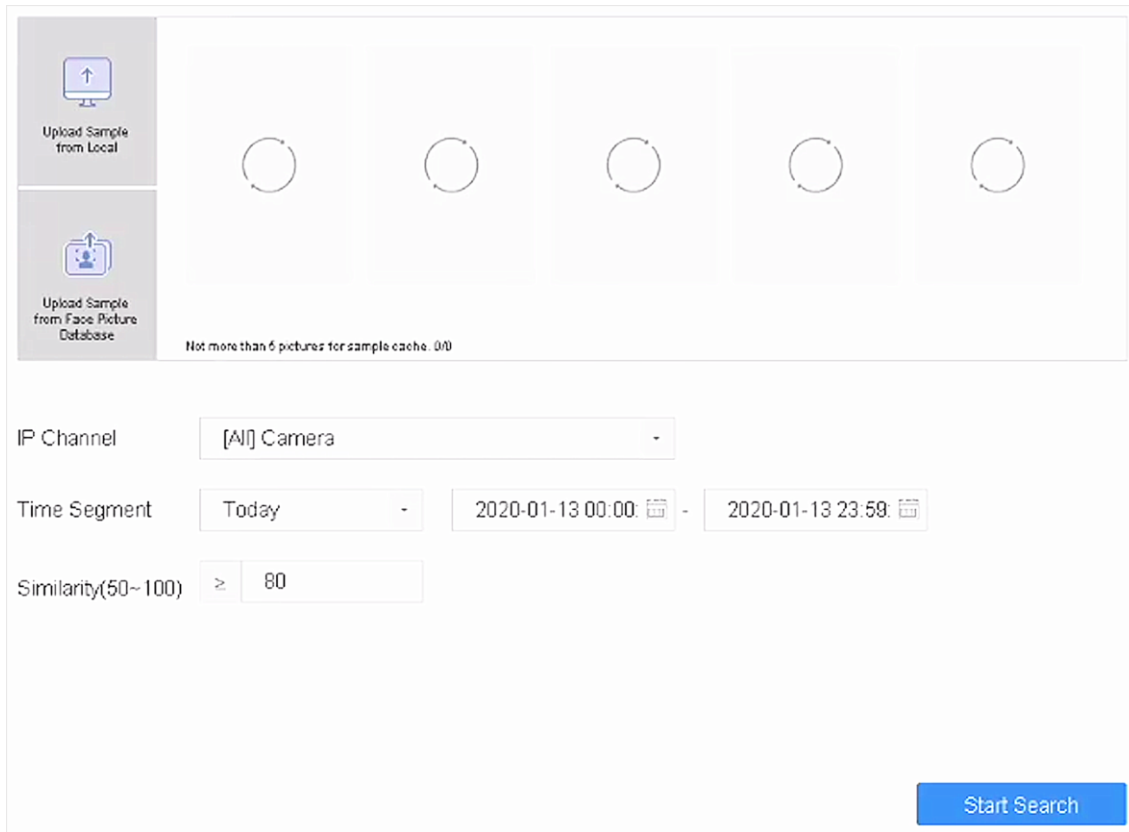 Upload Sample
from Local
Upload Sample
from Face Picture
Database
Not more than 6 pictures for sample cache. 0/0
IP Channel
[All] Camera
Time Segment
Today
2020-01-13 00:00:
-
2020-01-13 23:59:
Similarity(50~100)
≥
80
Start Search